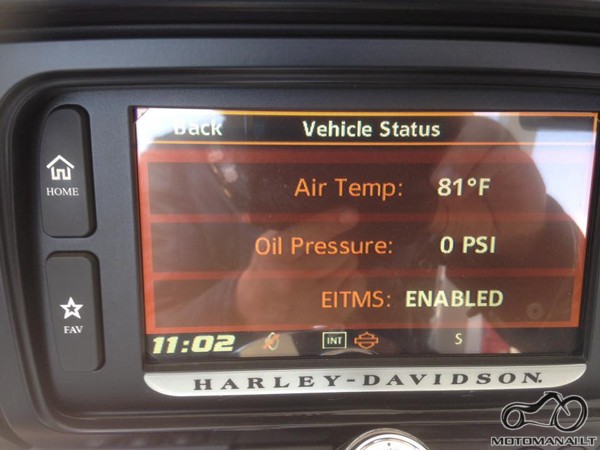 Back Vehicle Status
HOME
Air Temp: 81°F
Oil Pressure: 0 PSI
FAV
EITMS: ENABLED
11:02 INT S
HARLEY-DAVIDSON
MOTOMANAI.LT